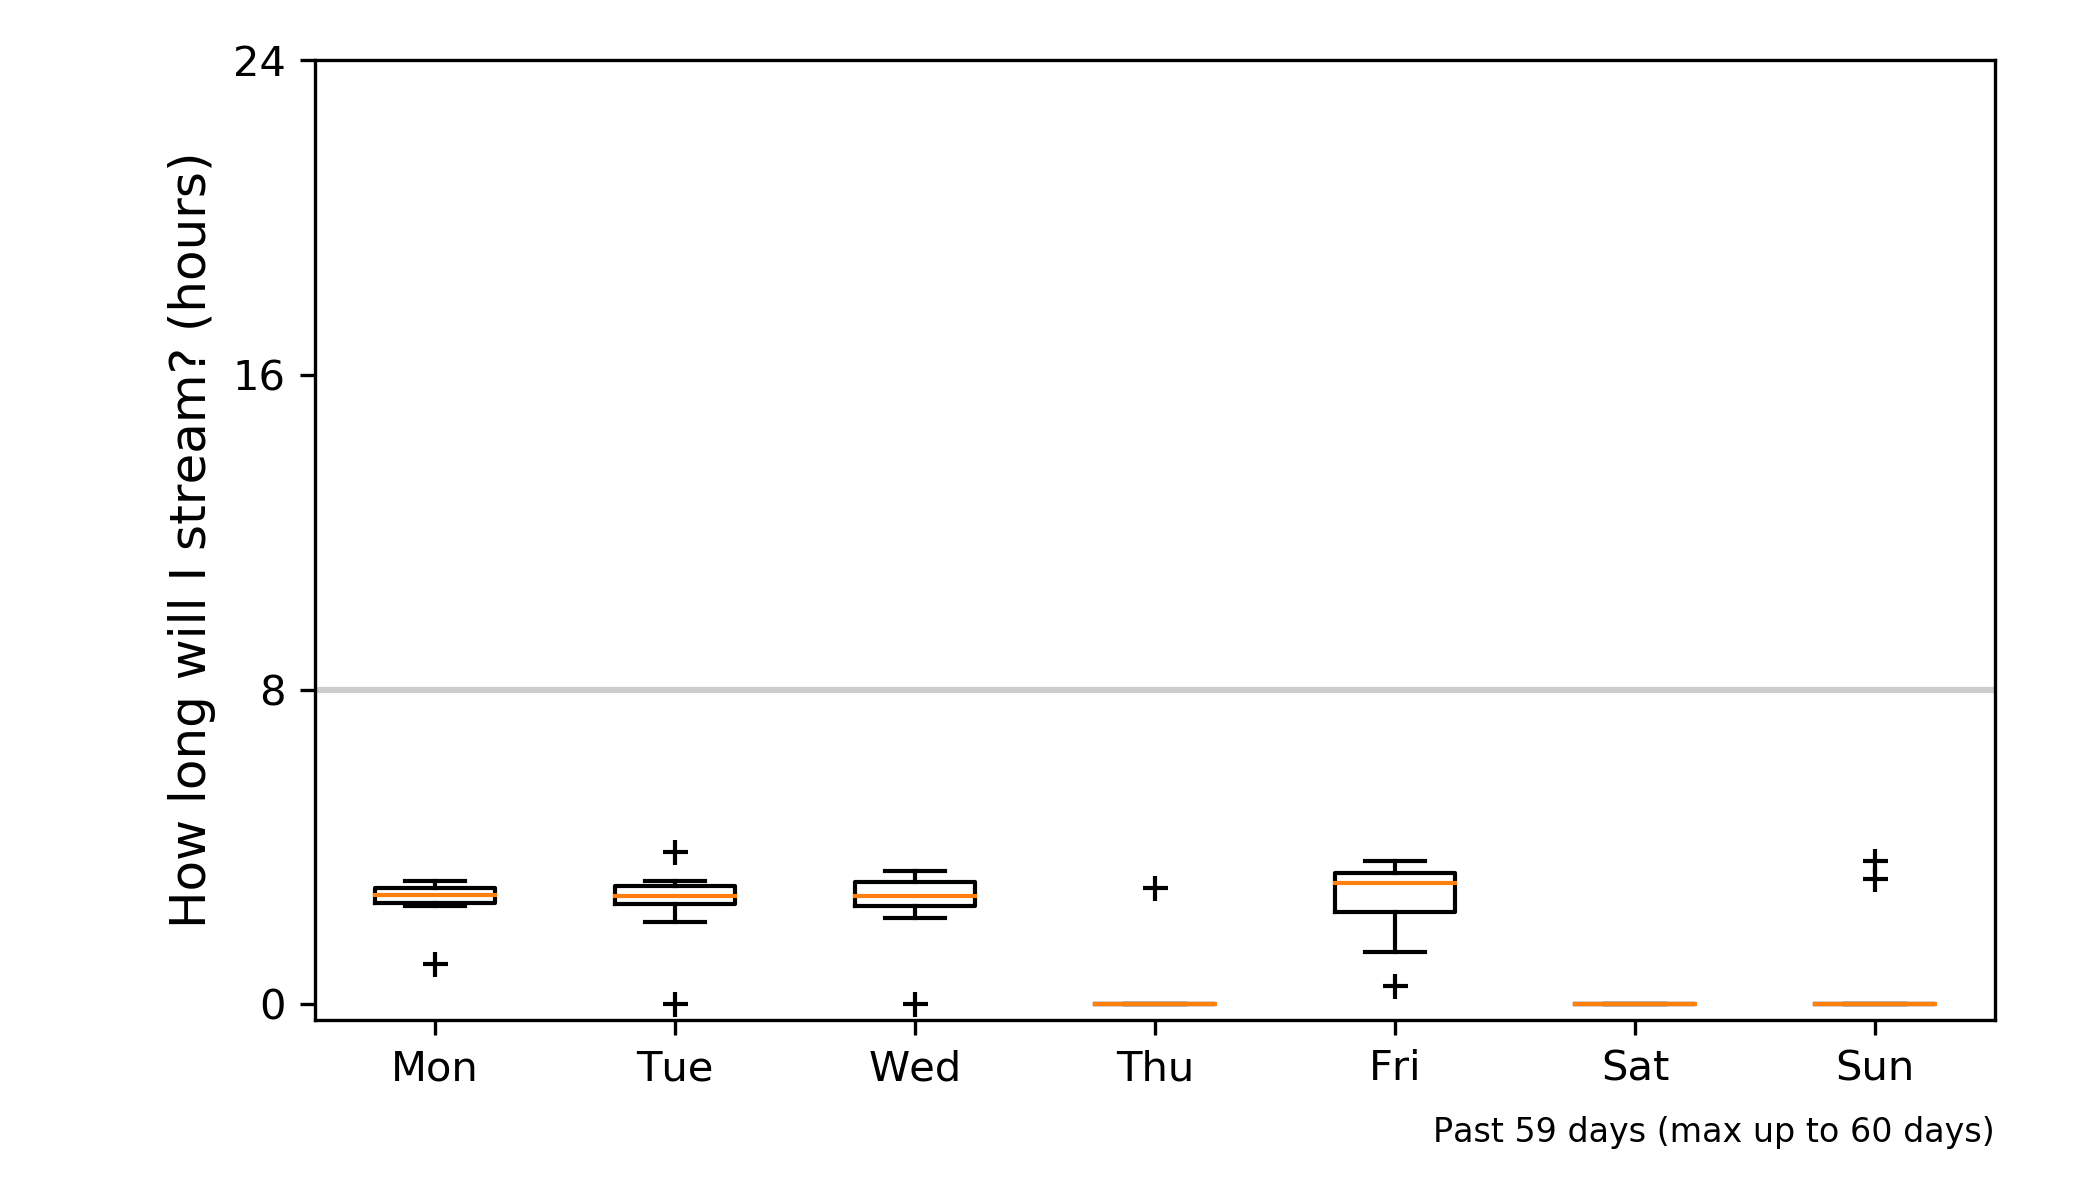 How long will I stream? (hours)
24
16
8
0
Mon Tue Wed Thu Fri Sat Sun
Past 59 days (max up to 60 days)